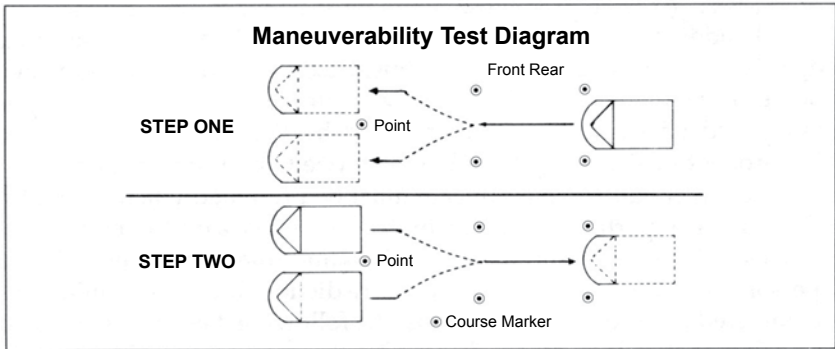 Maneuverability Test Diagram
Front Rear
STEP ONE
Point
STEP TWO
Point
Course Marker